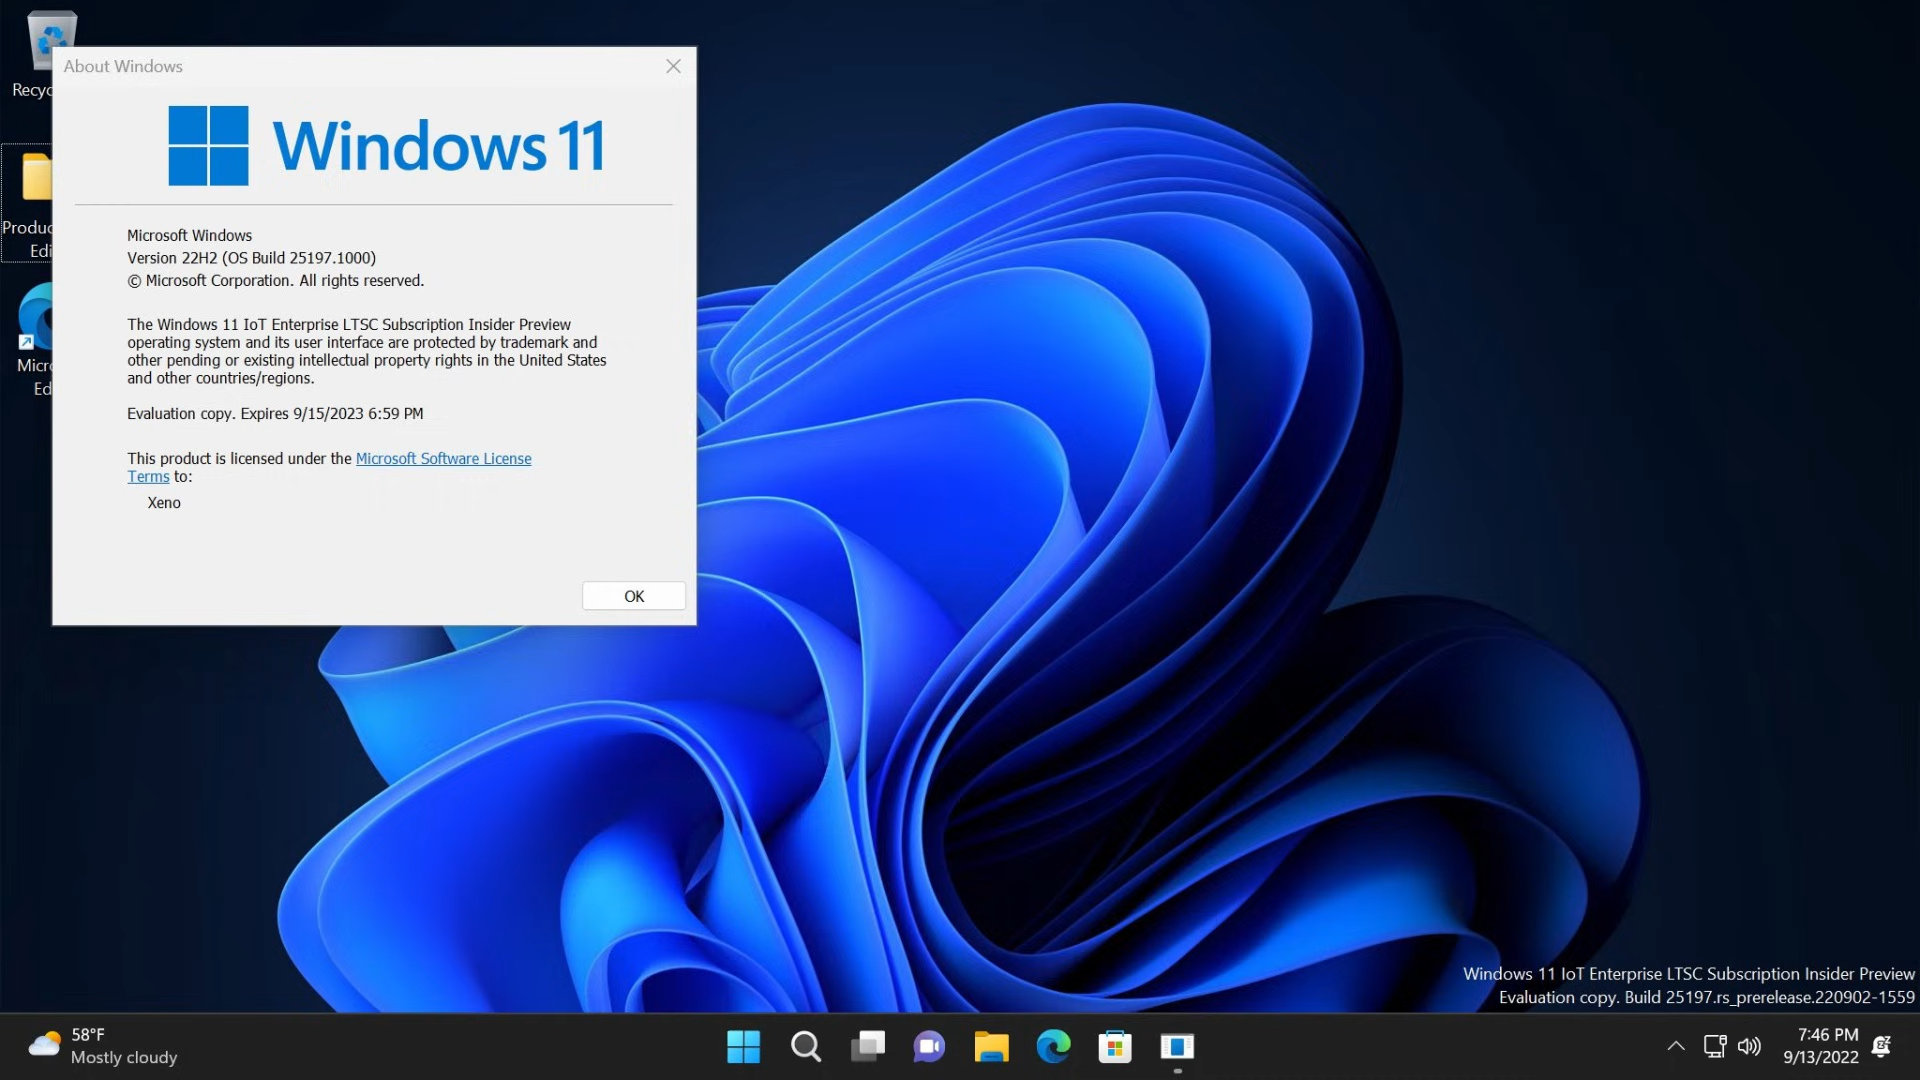 Recyc
Produc
Edi
Micro
Ed
About Windows
Windows 11
Microsoft Windows
Version 22H2 (OS Build 25197.1000)
© Microsoft Corporation. All rights reserved.
The Windows 11 IoT Enterprise LTSC Subscription Insider Preview
operating system and its user interface are protected by trademark and
other pending or existing intellectual property rights in the United States
and other countries/regions.
Evaluation copy. Expires 9/15/2023 6:59 PM
This product is licensed under the Microsoft Software License
Terms to:
Xeno
OK
Windows 11 IoT Enterprise LTSC Subscription Insider Preview
Evaluation copy. Build 25197.rs_prerelease.220902-1559
58°F
Mostly cloudy
7:46 PM
9/13/2022